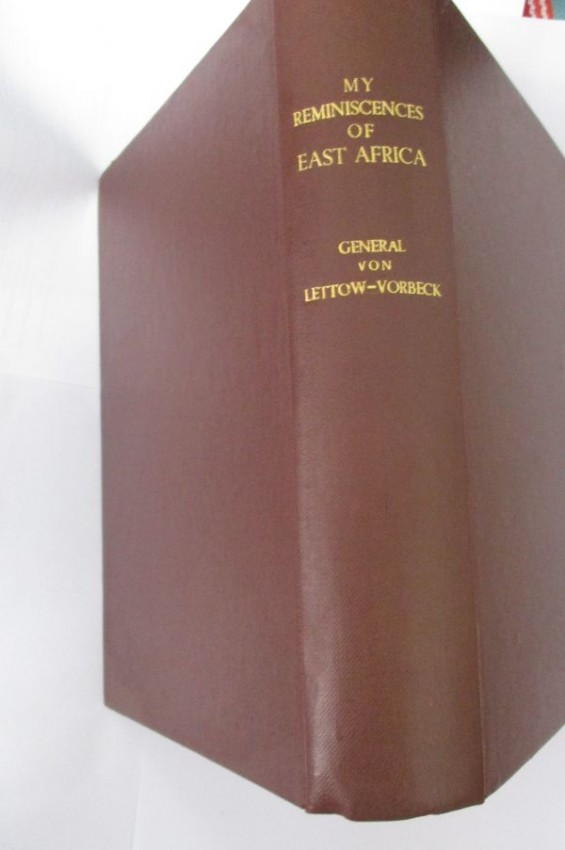 MY
REMINISCENCES
OF
EAST AFRICA
GENERAL
VON
LETTOW-VORBECK